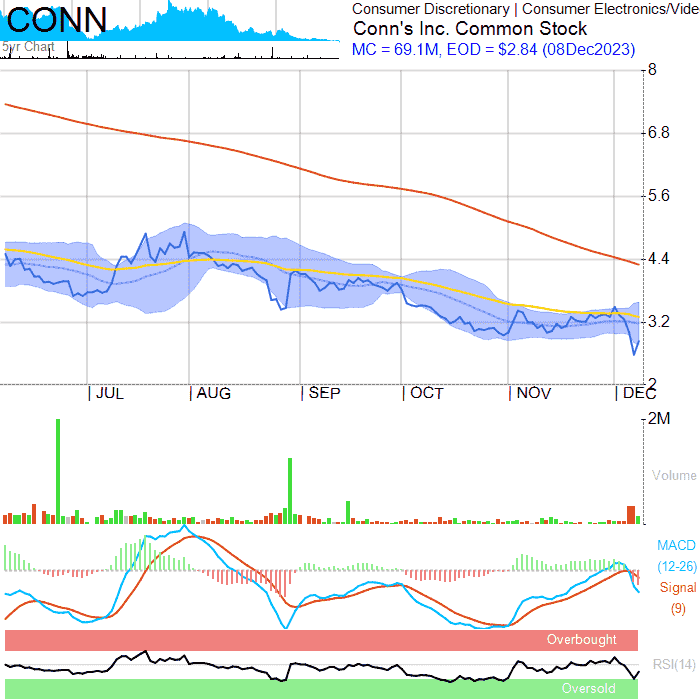 CONN
5yr Chart
Consumer Discretionary | Consumer Electronics/Vide
Conn's Inc. Common Stock
MC = 69.1M, EOD = $2.84 (08Dec2023)
8
6.8
5.6
4.4
3.2
2
JUL AUG SEP OCT NOV DEC
2M
Volume
MACD
(12-26)
Signal
(9)
Overbought
RSI(14)
Oversold